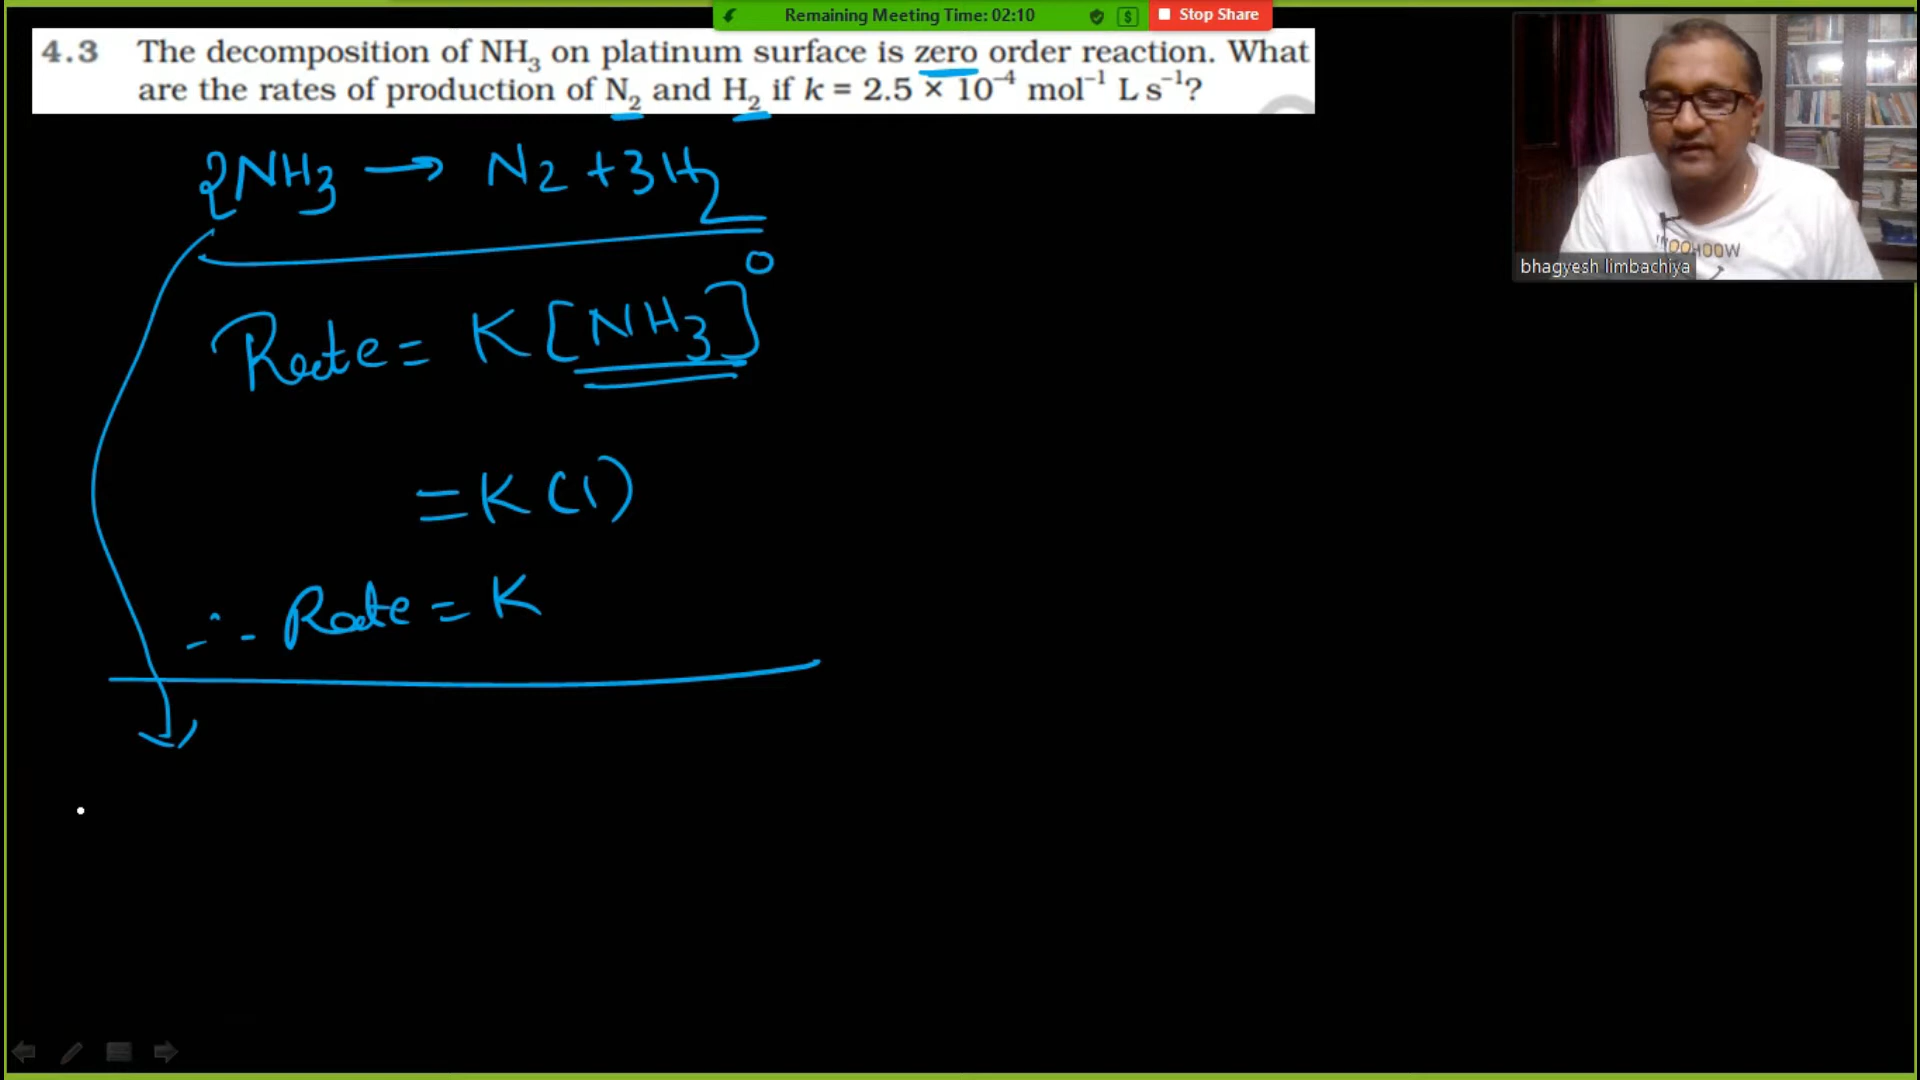 Remaining Meeting Time: 02:10
Stop Share
4.3 The decomposition of NH₃ on platinum surface is zero order reaction. What
are the rates of production of N₂ and H₂ if k = 2.5 × 10⁻⁴ mol⁻¹ L s⁻¹?
2NH₃ → N₂ + 3H₂
Rate = K [NH₃]⁰
= K (1)
∴ Rate = K
WOOHOOW
bhagyesh limbachiya